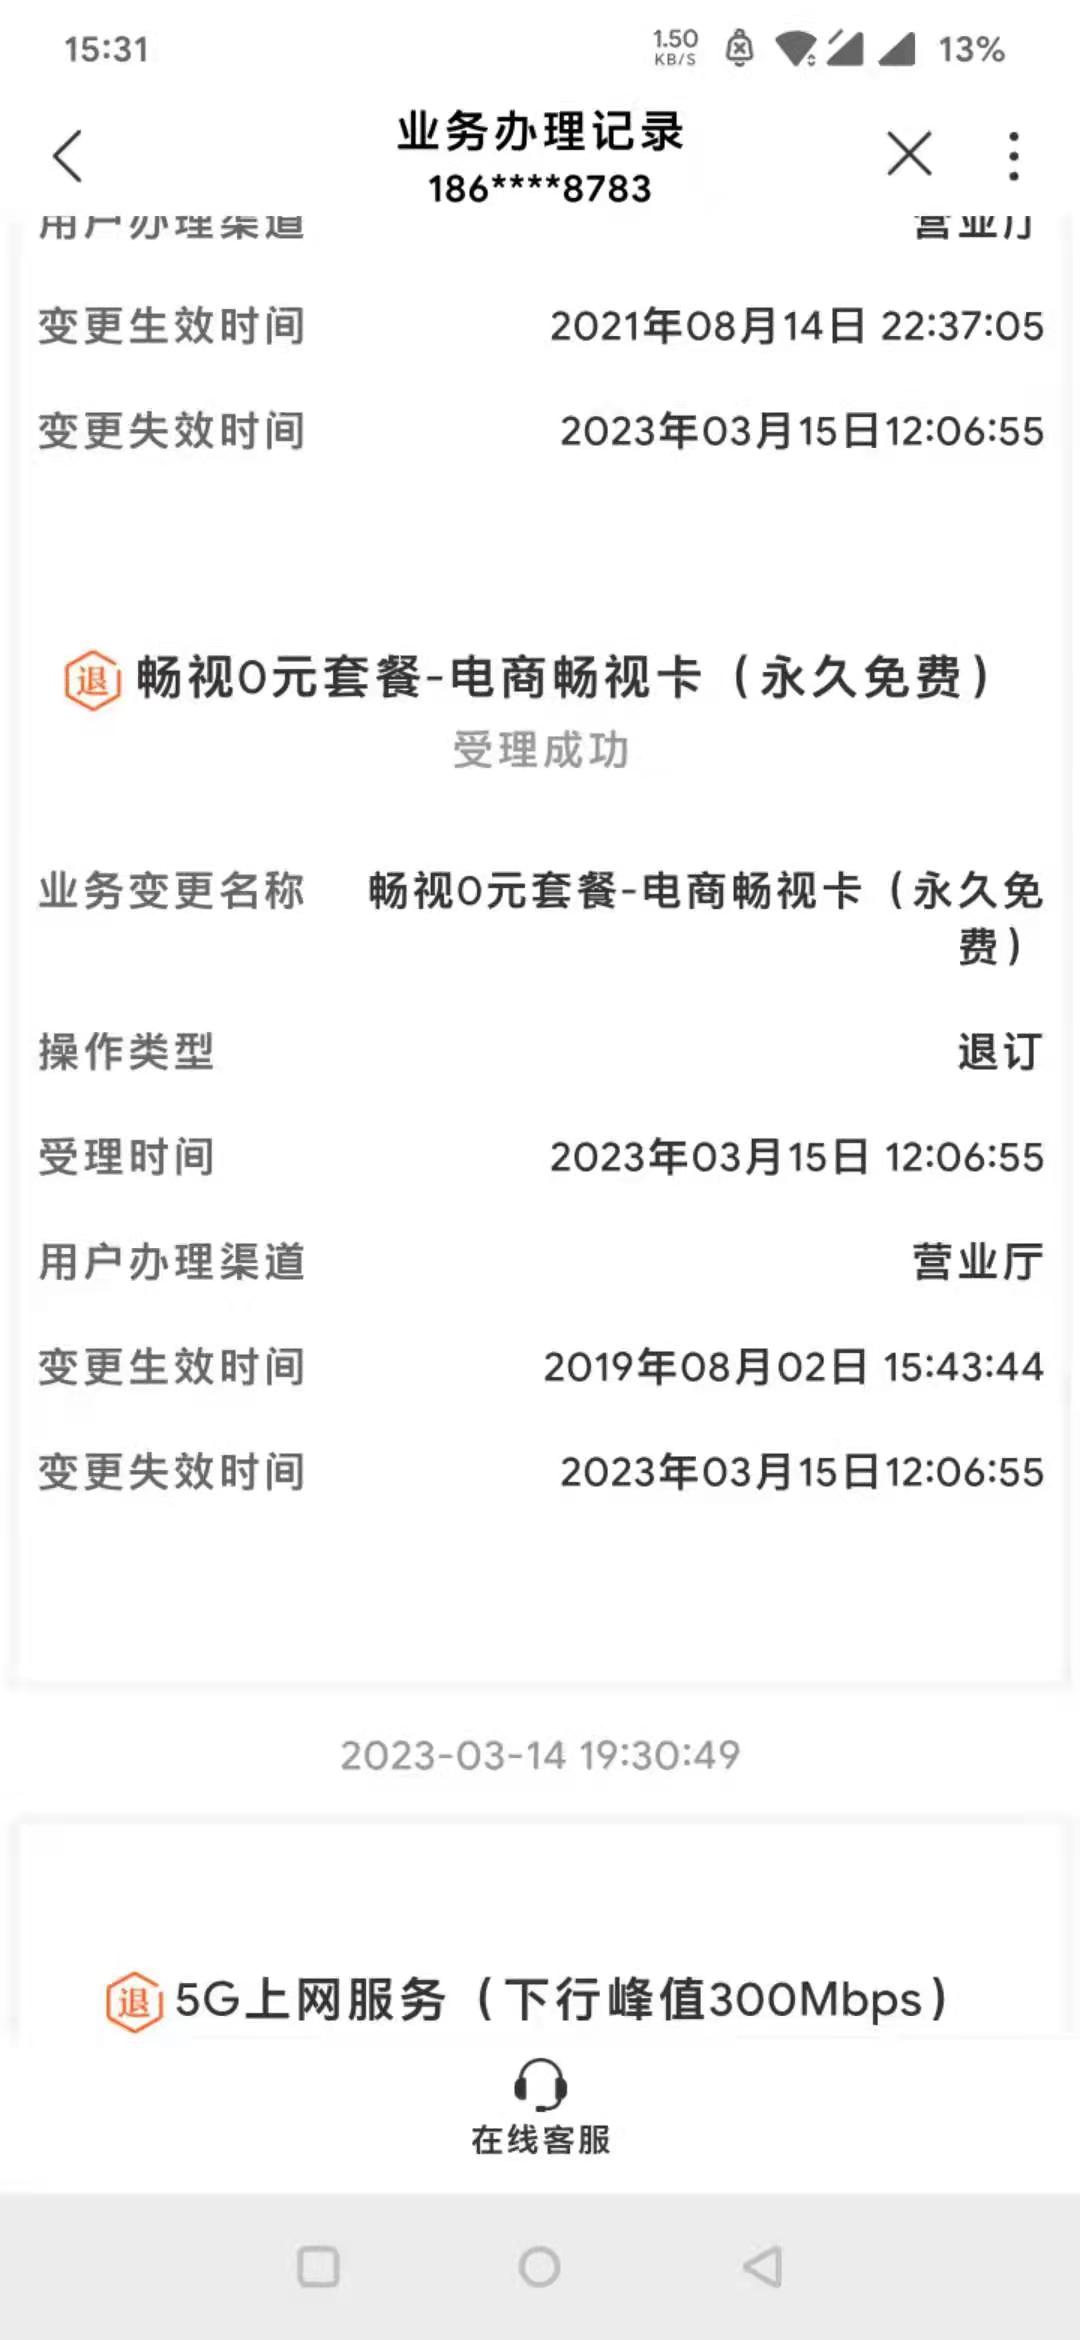 15:31
1.50
KB/S
13%
业务办理记录
186****8783
用户办理渠道 营业厅
变更生效时间 2021年08月14日 22:37:05
变更失效时间 2023年03月15日12:06:55
退 畅视0元套餐-电商畅视卡（永久免费）
受理成功
业务变更名称 畅视0元套餐-电商畅视卡（永久免
费）
操作类型 退订
受理时间 2023年03月15日 12:06:55
用户办理渠道 营业厅
变更生效时间 2019年08月02日 15:43:44
变更失效时间 2023年03月15日12:06:55
2023-03-14 19:30:49
退 5G上网服务（下行峰值300Mbps）
在线客服